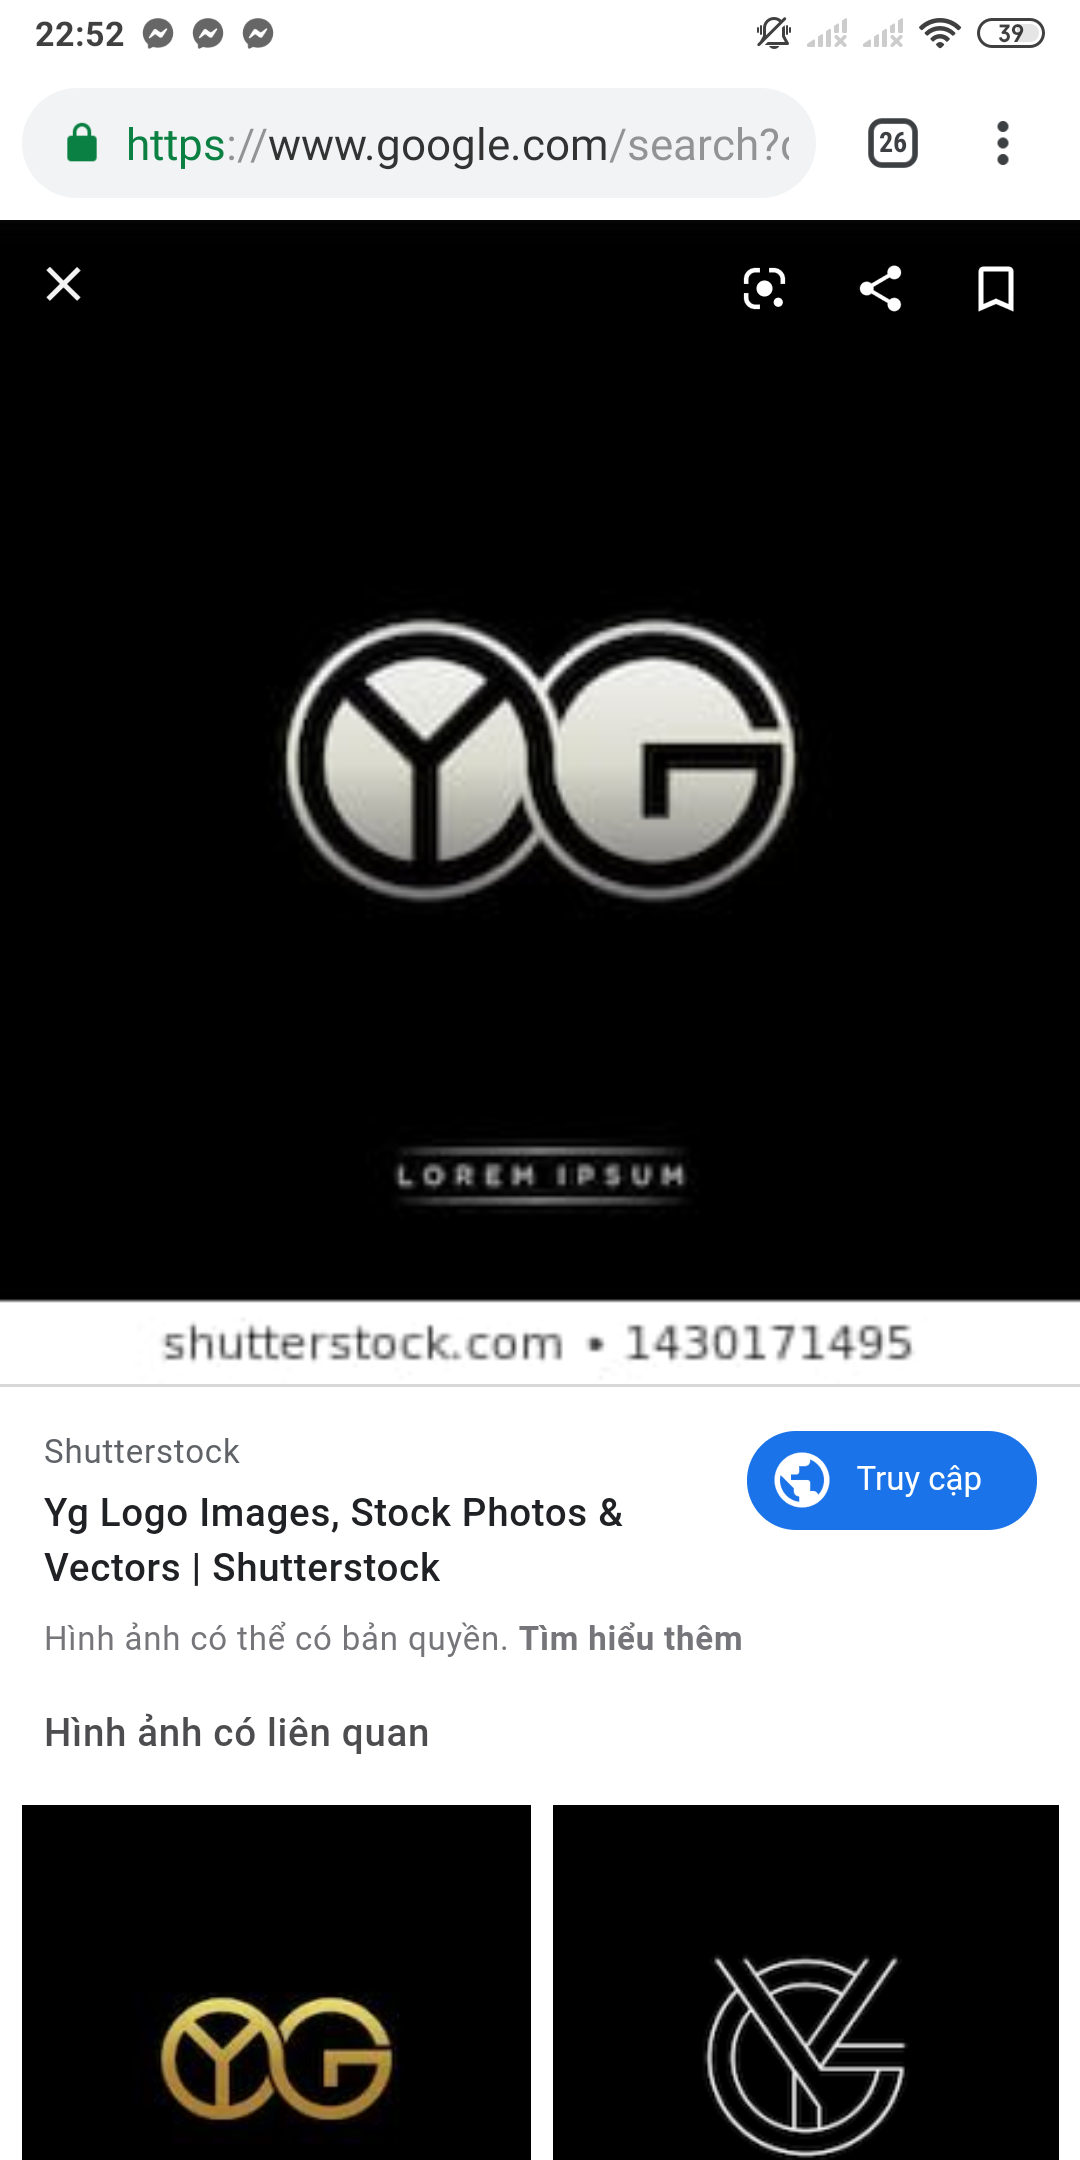 22:52
39
https://www.google.com/search?
26
YG
LOREM IPSUM
shutterstock.com • 1430171495
Shutterstock
Truy cập
Yg Logo Images, Stock Photos &
Vectors | Shutterstock
Hình ảnh có thể có bản quyền. Tìm hiểu thêm
Hình ảnh có liên quan
YG
YG